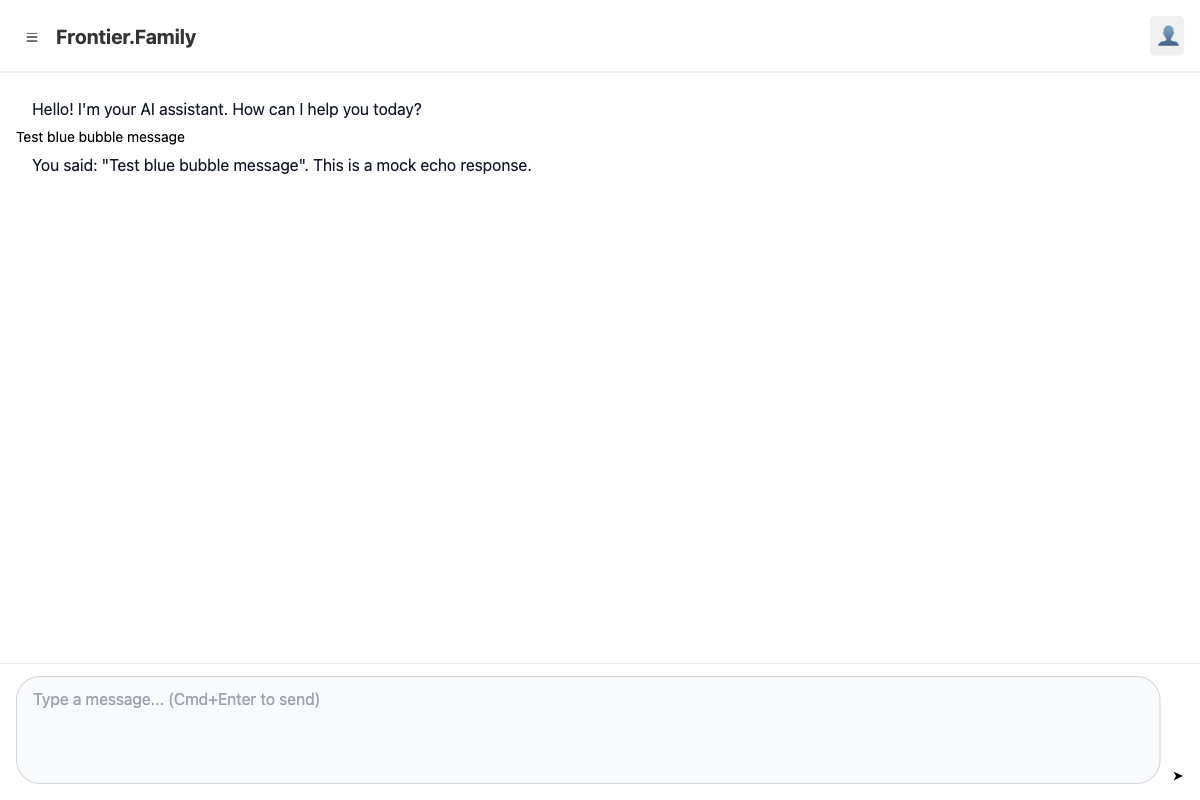 Frontier.Family
Hello! I'm your AI assistant. How can I help you today?
Test blue bubble message
You said: "Test blue bubble message". This is a mock echo response.
Type a message... (Cmd+Enter to send)